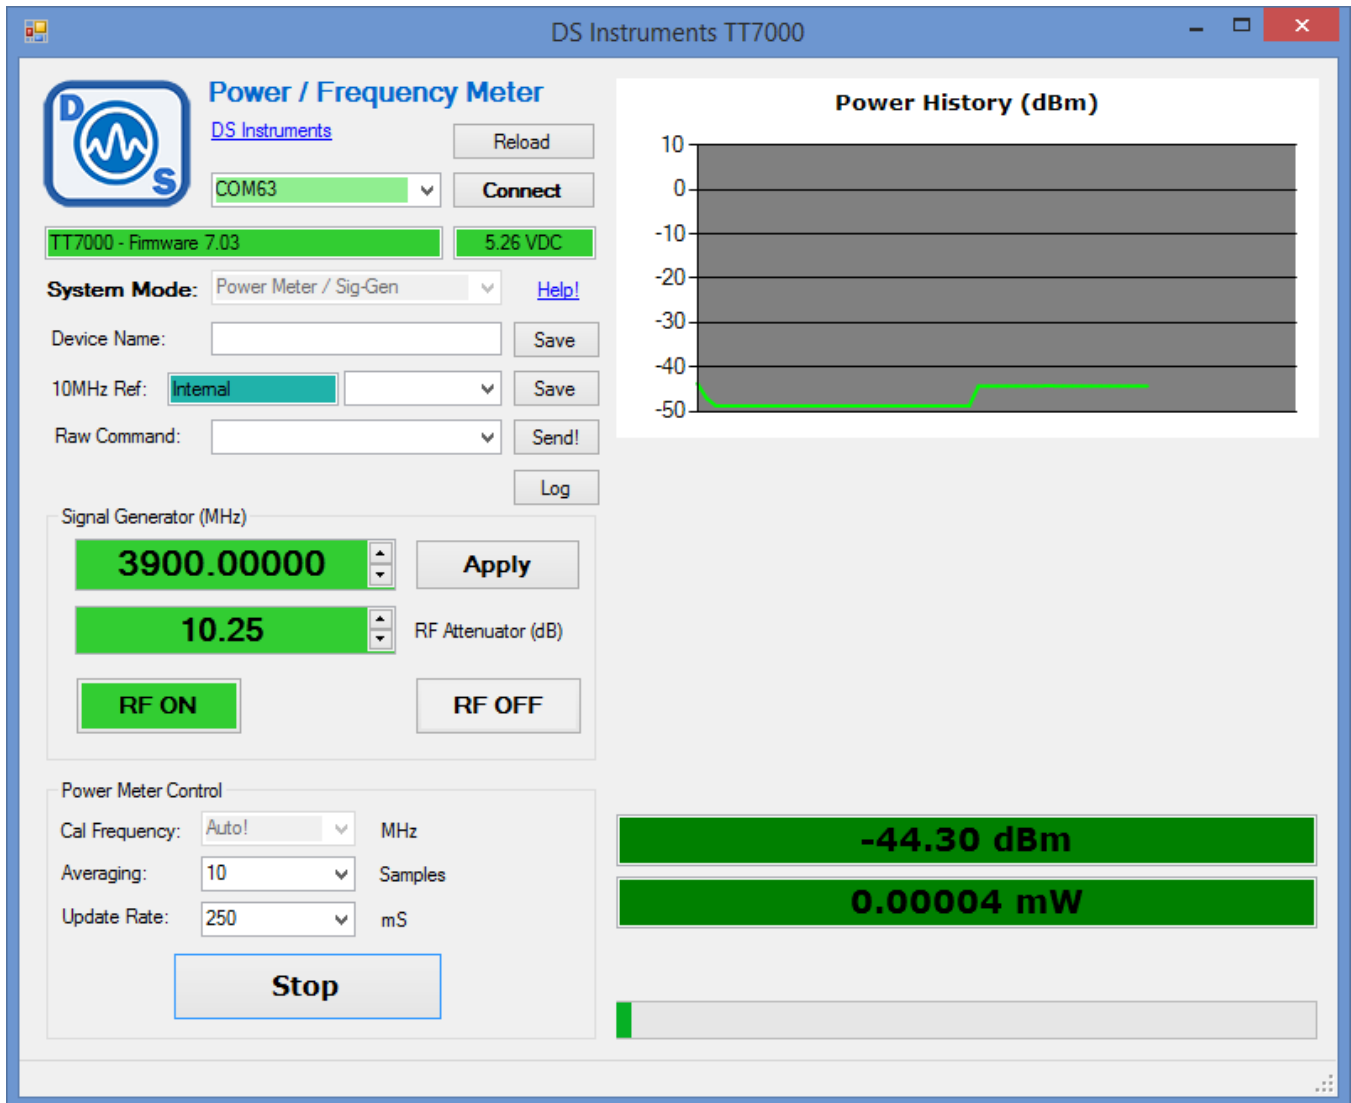 DS Instruments TT7000
D
S
Power / Frequency Meter
DS Instruments
Reload
COM63
Connect
TT7000 - Firmware 7.03
5.26 VDC
System Mode:
Power Meter / Sig-Gen
Help!
Device Name:
Save
10MHz Ref:
Internal
Save
Raw Command:
Send!
Log
Signal Generator (MHz)
3900.00000
Apply
10.25
RF Attenuator (dB)
RF ON
RF OFF
Power Meter Control
Cal Frequency:
Auto!
MHz
Averaging:
10
Samples
Update Rate:
250
mS
Stop
Power History (dBm)
10
0
-10
-20
-30
-40
-50
-44.30 dBm
0.00004 mW